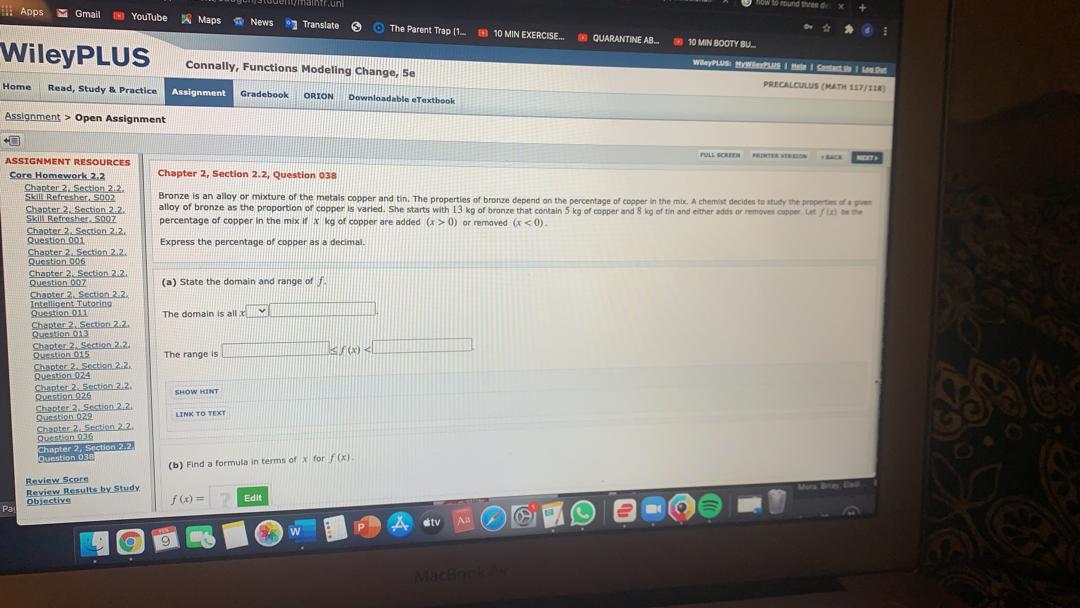 how to round three de
Apps Gmail YouTube Maps News Translate The Parent Trap (1... 10 MIN EXERCISE... QUARANTINE AB... 10 MIN BOOTY BU...
WileyPLUS
WileyPLUS: MyWileyPLUS | Help | Contact Us | Log Out
Connally, Functions Modeling Change, 5e
PRECALCULUS (MATH 117/118)
Home Read, Study & Practice Assignment Gradebook ORION Downloadable eTextbook
Assignment > Open Assignment
FULL SCREEN PRINTER VERSION ◂ BACK NEXT ▸
ASSIGNMENT RESOURCES
Core Homework 2.2
Chapter 2, Section 2.2,
Skill Refresher, S002
Chapter 2, Section 2.2,
Skill Refresher, S007
Chapter 2, Section 2.2,
Question 001
Chapter 2, Section 2.2,
Question 006
Chapter 2, Section 2.2,
Question 007
Chapter 2, Section 2.2,
Intelligent Tutoring
Question 011
Chapter 2, Section 2.2,
Question 013
Chapter 2, Section 2.2,
Question 015
Chapter 2, Section 2.2,
Question 024
Chapter 2, Section 2.2,
Question 026
Chapter 2, Section 2.2,
Question 029
Chapter 2, Section 2.2,
Question 036
Chapter 2, Section 2.2,
Question 038
Review Score
Review Results by Study
Objective
Chapter 2, Section 2.2, Question 038
Bronze is an alloy or mixture of the metals copper and tin. The properties of bronze depend on the percentage of copper in the mix. A chemist decides to study the properties of a given
alloy of bronze as the proportion of copper is varied. She starts with 13 kg of bronze that contain 5 kg of copper and 8 kg of tin and either adds or removes copper. Let f(x) be the
percentage of copper in the mix if x kg of copper are added (x > 0) or removed (x < 0).
Express the percentage of copper as a decimal.
(a) State the domain and range of f.
The domain is all x
The range is ≤ f(x) <
SHOW HINT
LINK TO TEXT
(b) Find a formula in terms of x for f(x).
f(x) = ? Edit
9
W
P
tv
Aa
MacBook Air